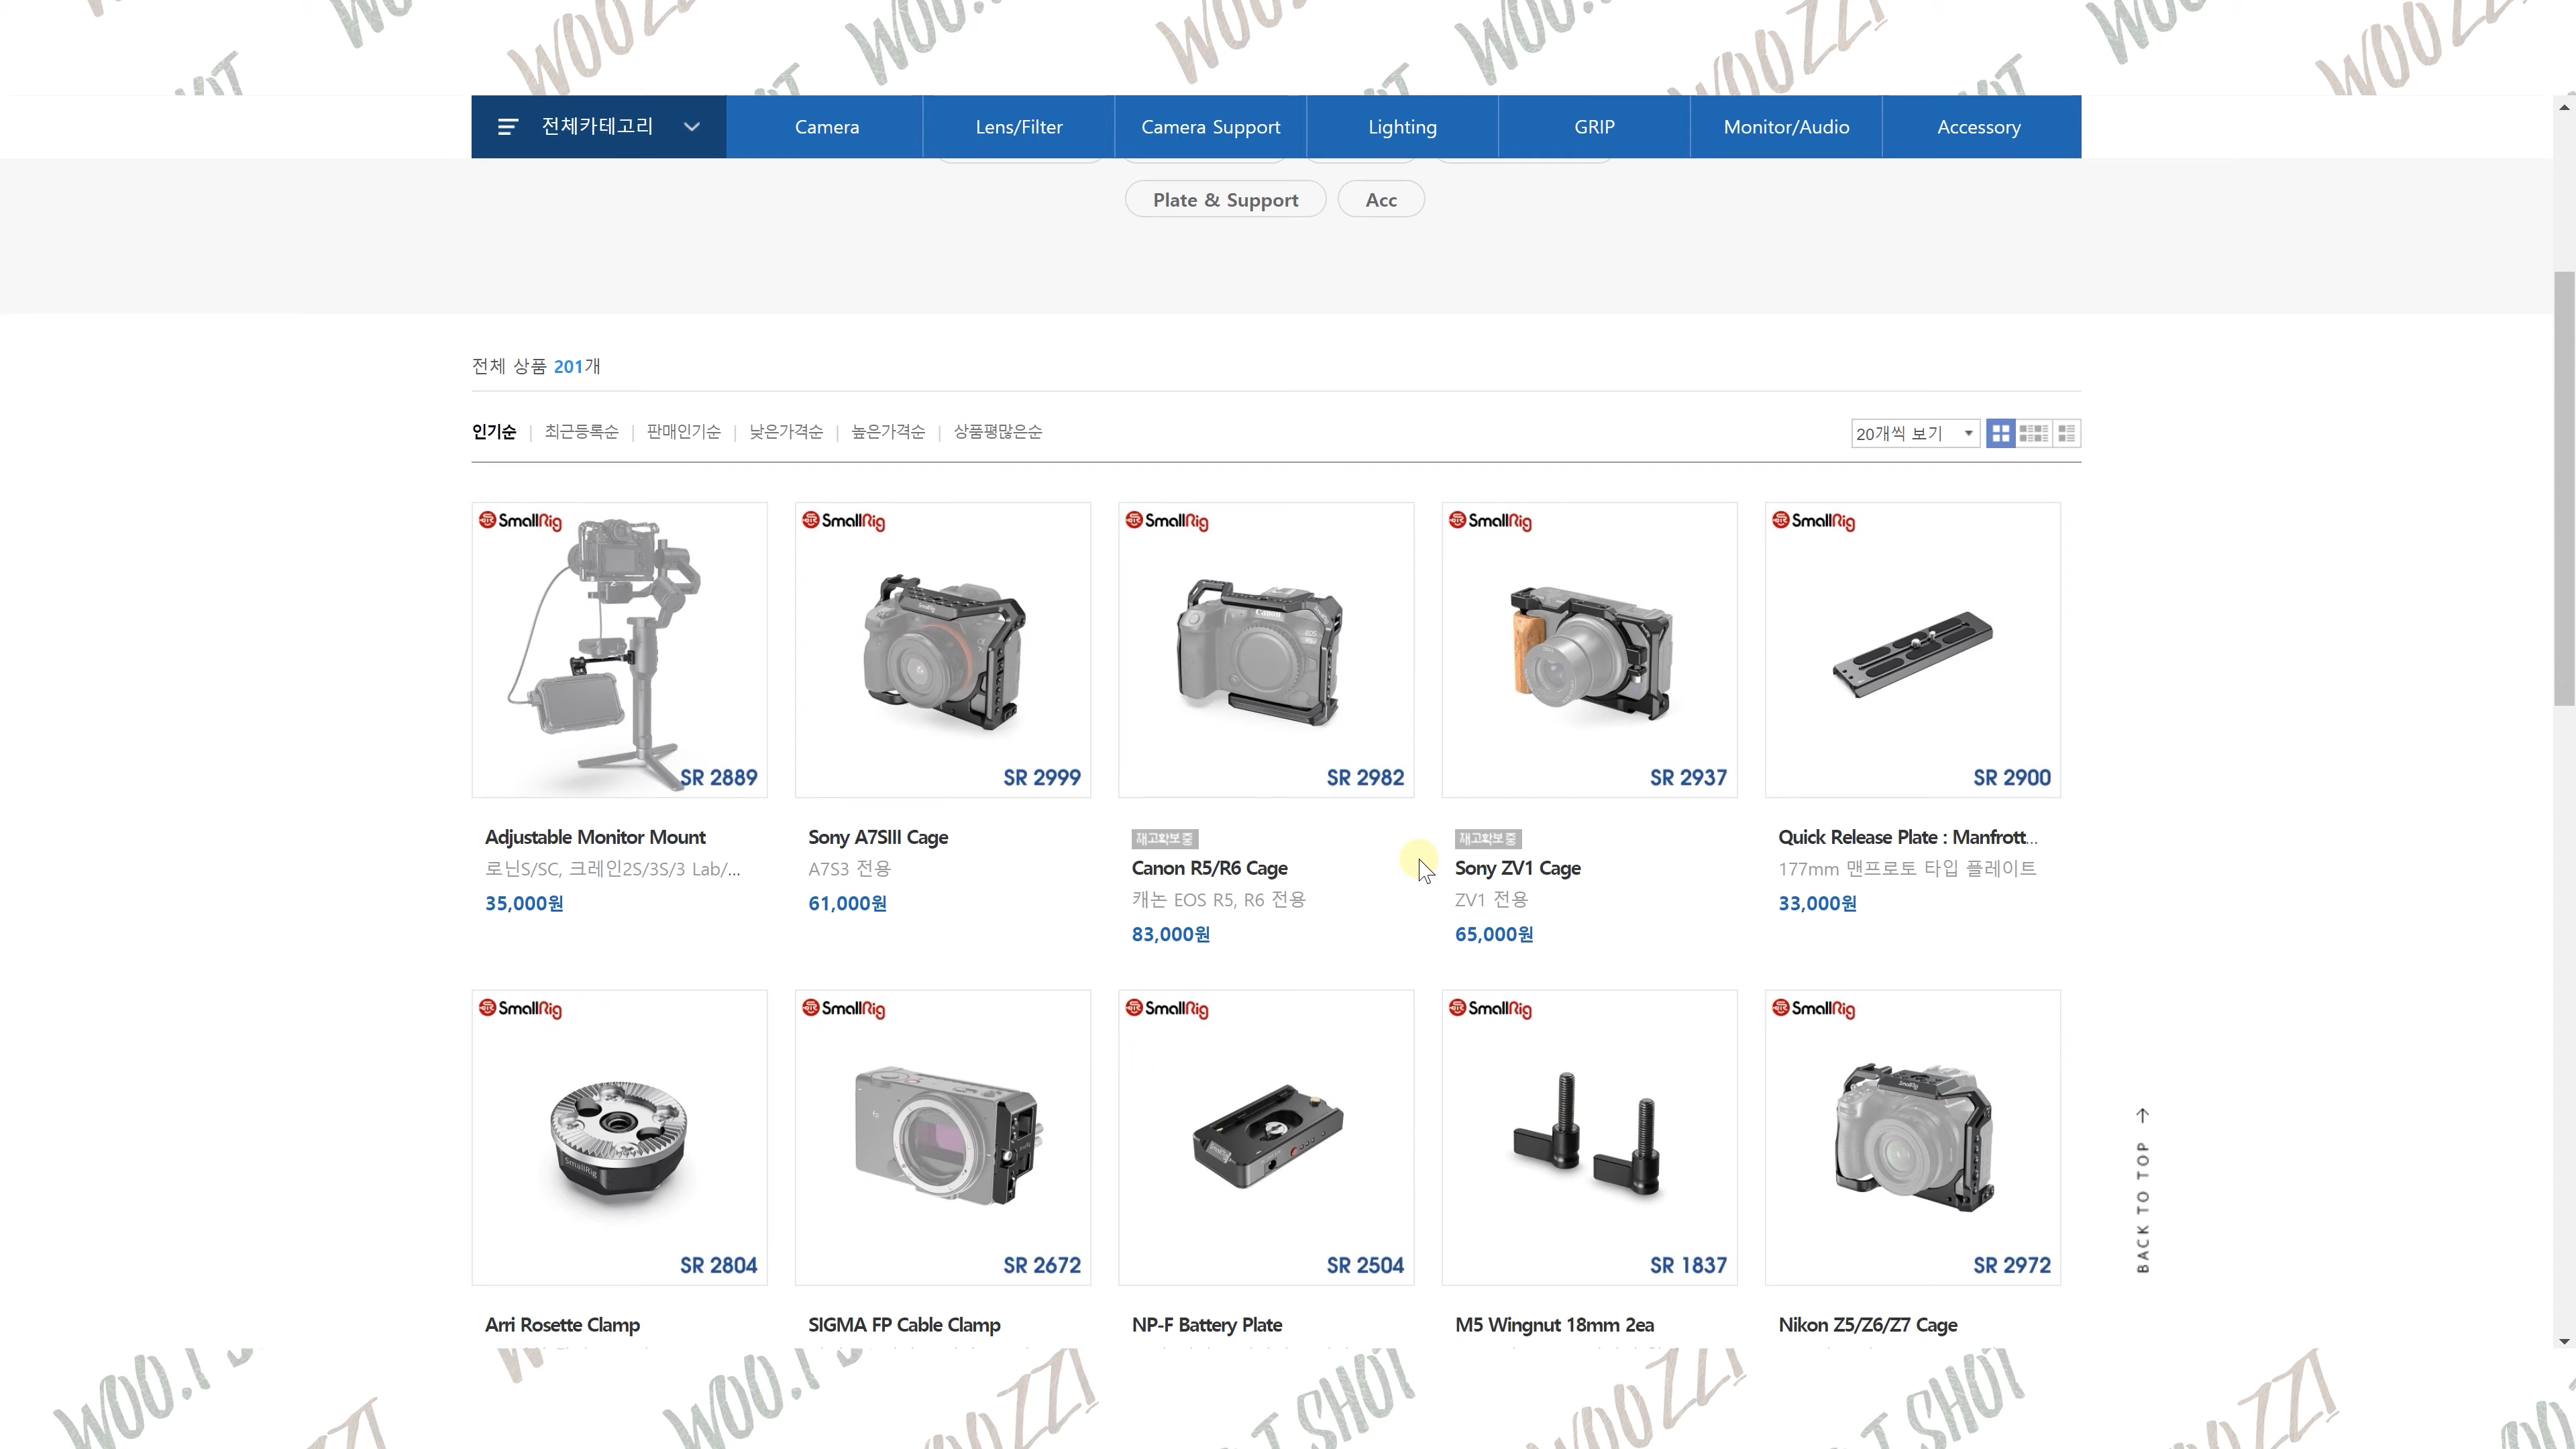 WOOZZI
전체카테고리
Camera
Lens/Filter
Camera Support
Lighting
GRIP
Monitor/Audio
Accessory
Plate & Support
Acc
전체 상품 201개
인기순 | 최근등록순 | 판매인기순 | 낮은가격순 | 높은가격순 | 상품평많은순
20개씩 보기
SmallRig
SR 2889
SmallRig
SR 2999
SmallRig
Canon
EOS
SR 2982
SmallRig
SR 2937
SmallRig
SR 2900
Adjustable Monitor Mount
로닌S/SC, 크레인2S/3S/3 Lab/...
35,000원
Sony A7SIII Cage
A7S3 전용
61,000원
재고확보중
Canon R5/R6 Cage
캐논 EOS R5, R6 전용
83,000원
재고확보중
Sony ZV1 Cage
ZV1 전용
65,000원
Quick Release Plate : Manfrott...
177mm 맨프로토 타입 플레이트
33,000원
SmallRig
SmallRig
SR 2804
SmallRig
SR 2672
SmallRig
SR 2504
SmallRig
SR 1837
SmallRig
SmallRig
SR 2972
Arri Rosette Clamp
SIGMA FP Cable Clamp
NP-F Battery Plate
M5 Wingnut 18mm 2ea
Nikon Z5/Z6/Z7 Cage
BACK TO TOP →
WOOZZI
SHOT